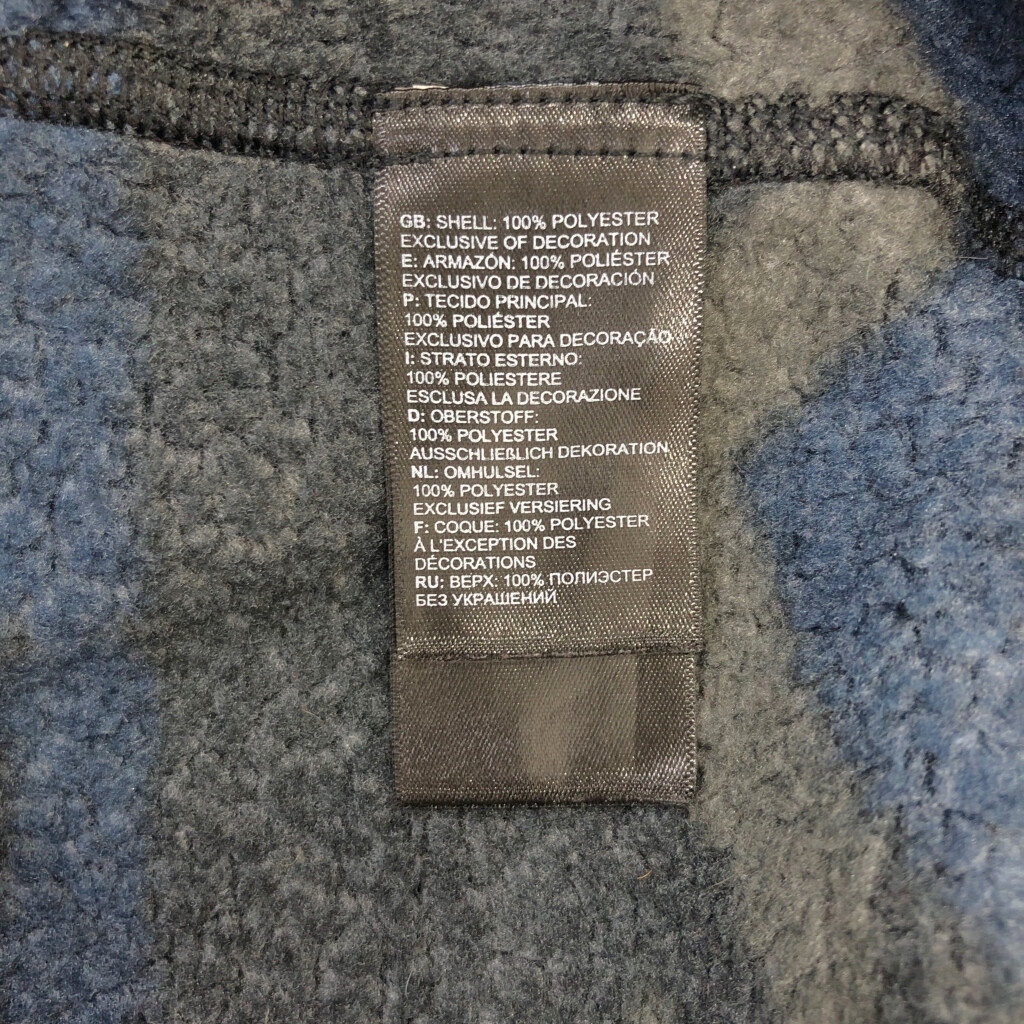 GB: SHELL: 100% POLYESTER
EXCLUSIVE OF DECORATION
E: ARMAZÓN: 100% POLIÉSTER
EXCLUSIVO DE DECORACIÓN
P: TECIDO PRINCIPAL:
100% POLIÉSTER
EXCLUSIVO PARA DECORAÇÃO
I: STRATO ESTERNO:
100% POLIESTERE
ESCLUSA LA DECORAZIONE
D: OBERSTOFF:
100% POLYESTER
AUSSCHLIEßLICH DEKORATION
NL: OMHULSEL:
100% POLYESTER
EXCLUSIEF VERSIERING
F: COQUE: 100% POLYESTER
À L'EXCEPTION DES
DÉCORATIONS
RU: ВЕРХ: 100% ПОЛИЭСТЕР
БЕЗ УКРАШЕНИЙ